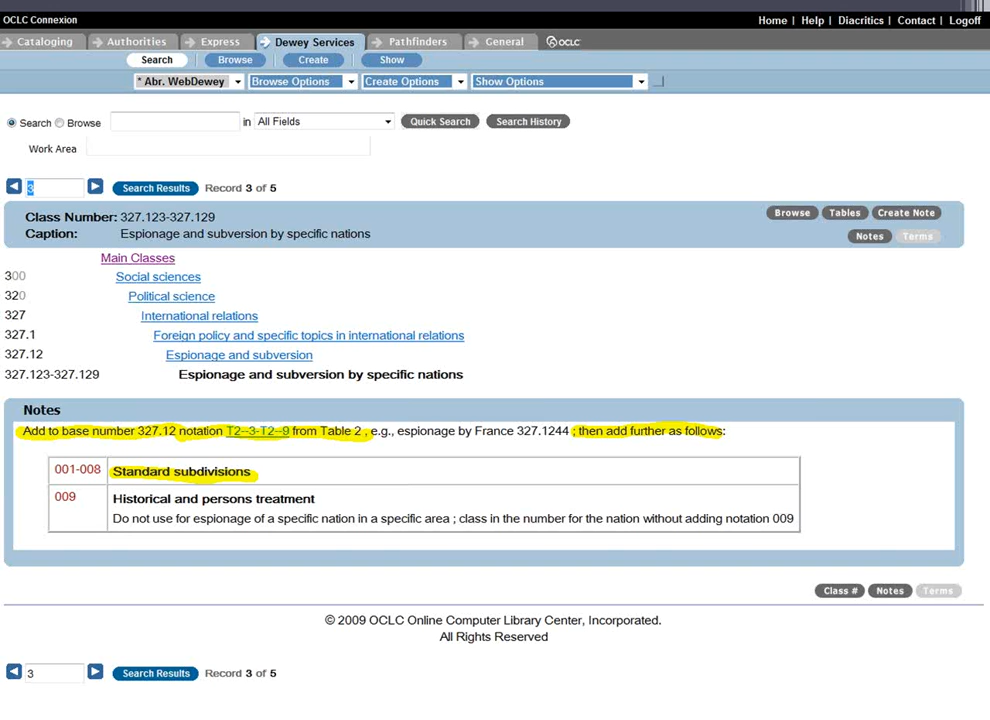 OCLC Connexion
Home | Help | Diacritics | Contact | Logoff
Cataloging Authorities Express Dewey Services Pathfinders General OCLC
Search Browse Create Show
* Abr. WebDewey Browse Options Create Options Show Options
Search Browse in All Fields Quick Search Search History
Work Area
3 Search Results Record 3 of 5
Class Number: 327.123-327.129 Browse Tables Create Note
Caption: Espionage and subversion by specific nations Notes Terms
Main Classes
300 Social sciences
320 Political science
327 International relations
327.1 Foreign policy and specific topics in international relations
327.12 Espionage and subversion
327.123-327.129 Espionage and subversion by specific nations
Notes
Add to base number 327.12 notation T2--3-T2--9 from Table 2 , e.g., espionage by France 327.1244 ; then add further as follows:
001-008 Standard subdivisions
009 Historical and persons treatment
Do not use for espionage of a specific nation in a specific area ; class in the number for the nation without adding notation 009
Class # Notes Terms
© 2009 OCLC Online Computer Library Center, Incorporated.
All Rights Reserved
3 Search Results Record 3 of 5